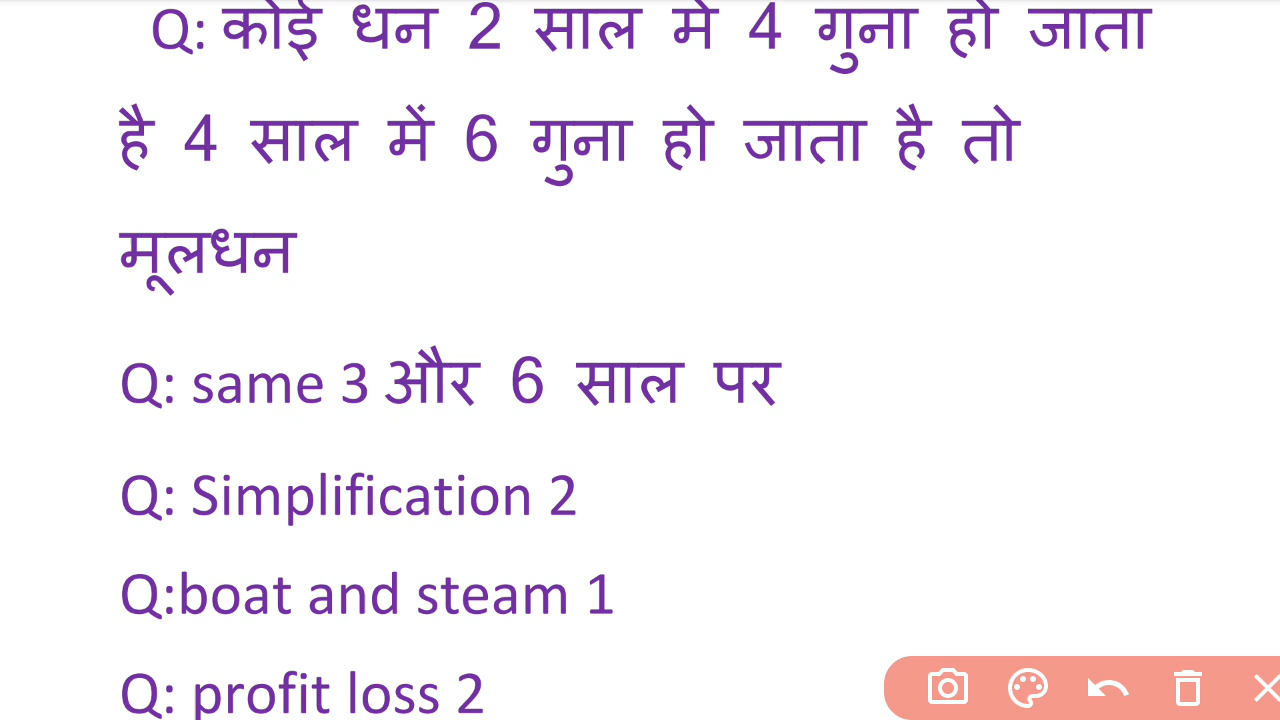 Q: कोई धन 2 साल में 4 गुना हो जाता
है 4 साल में 6 गुना हो जाता है तो
मूलधन
Q: same 3 और 6 साल पर
Q: Simplification 2
Q:boat and steam 1
Q: profit loss 2